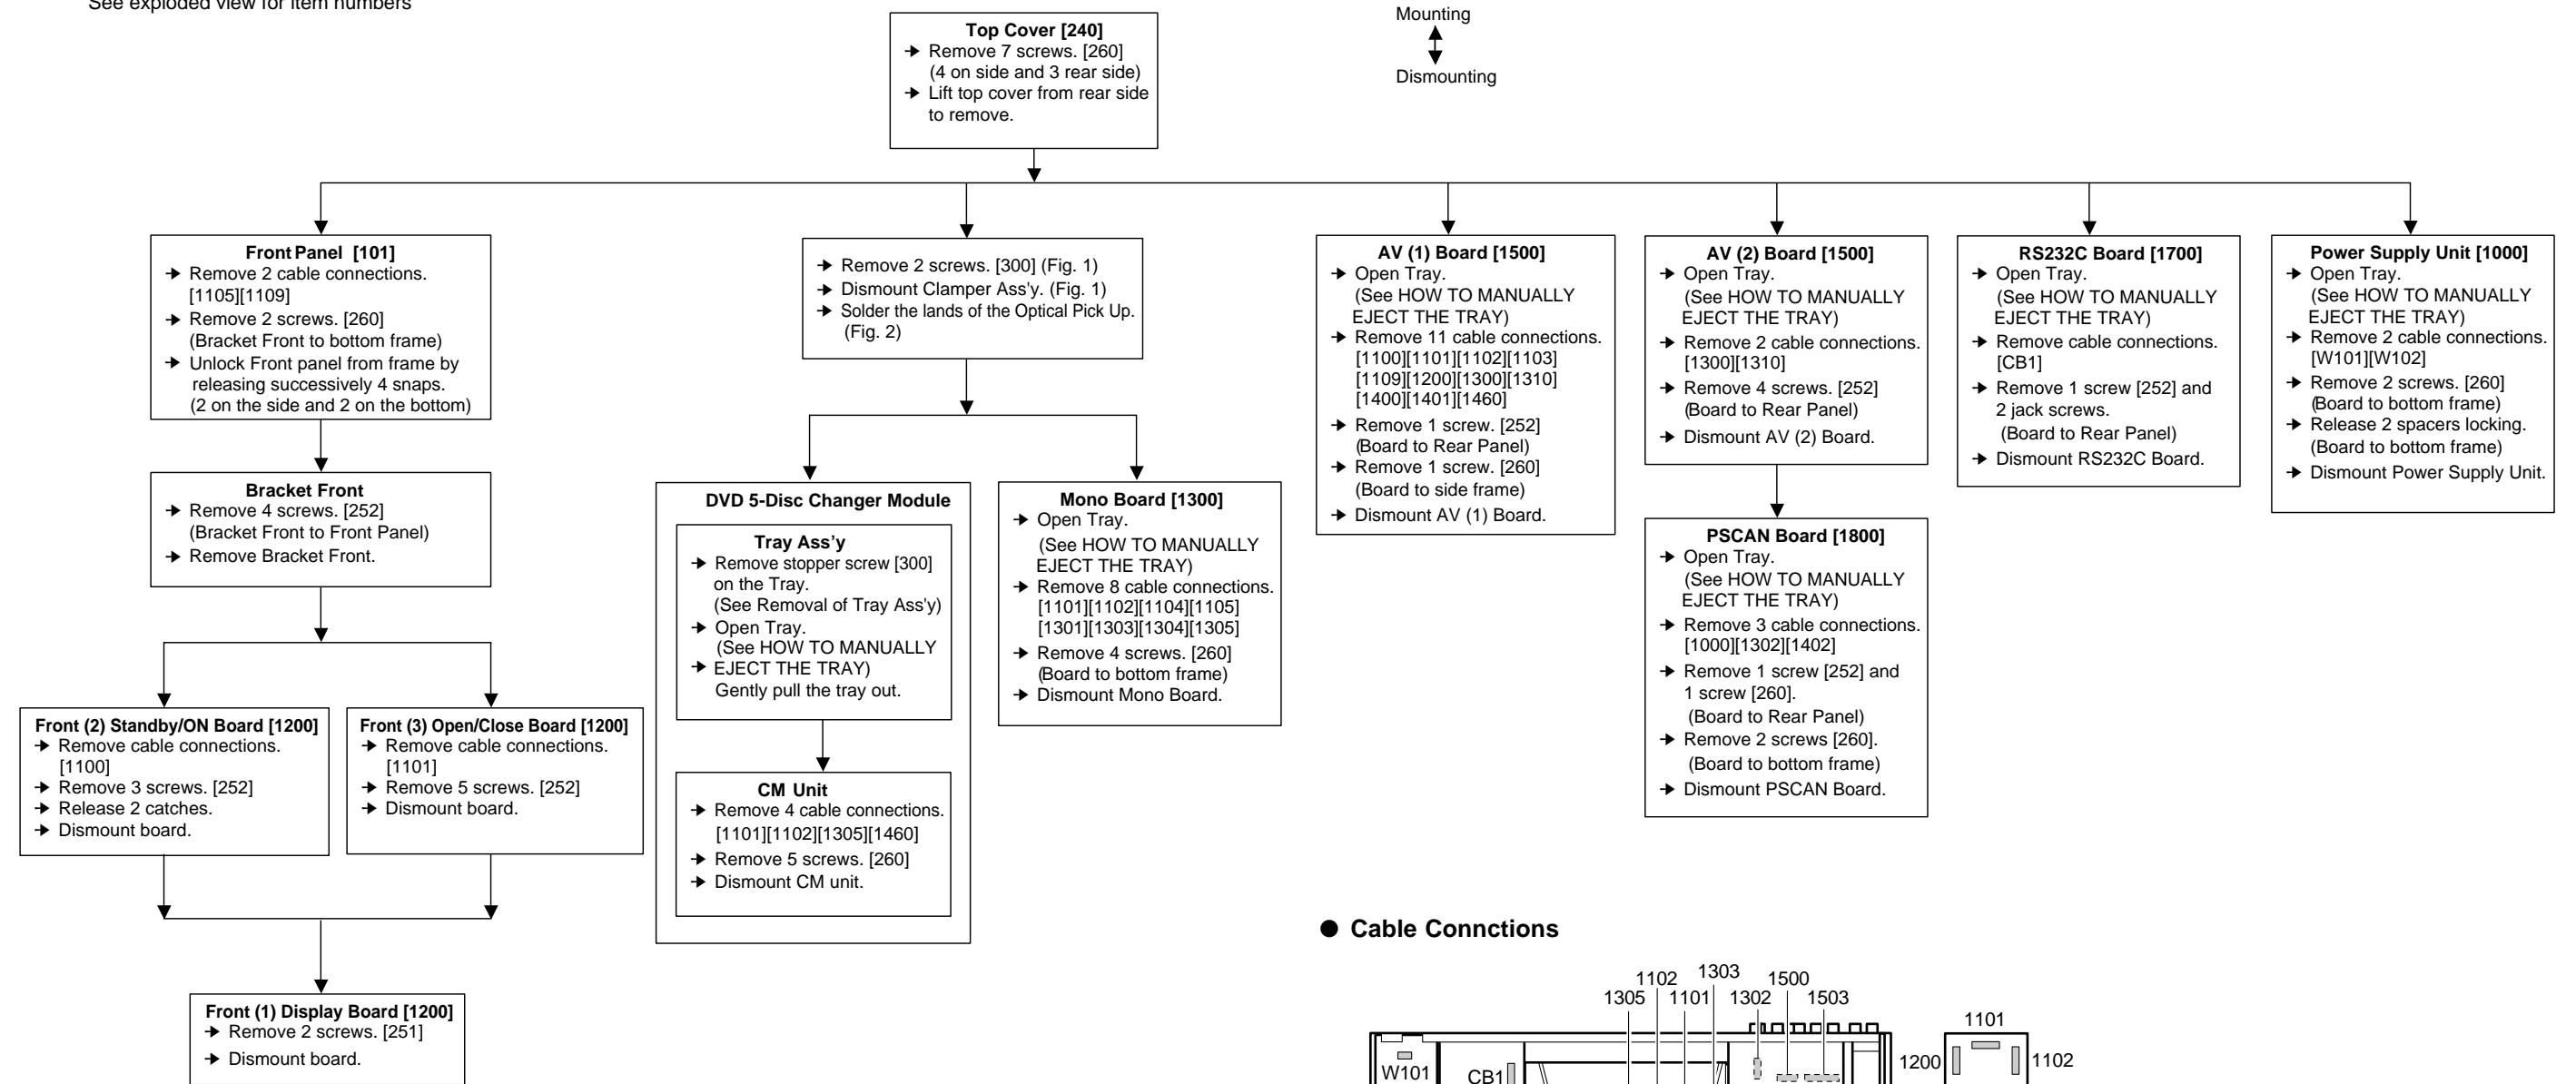 See exploded view for item numbers
Mounting
Dismounting
Top Cover [240]
Remove 7 screws. [260]
(4 on side and 3 rear side)
Lift top cover from rear side
to remove.
Front Panel [101]
Remove 2 cable connections.
[1105][1109]
Remove 2 screws. [260]
(Bracket Front to bottom frame)
Unlock Front panel from frame by
releasing successively 4 snaps.
(2 on the side and 2 on the bottom)
Bracket Front
Remove 4 screws. [252]
(Bracket Front to Front Panel)
Remove Bracket Front.
Front (2) Standby/ON Board [1200]
Remove cable connections.
[1100]
Remove 3 screws. [252]
Release 2 catches.
Dismount board.
Front (3) Open/Close Board [1200]
Remove cable connections.
[1101]
Remove 5 screws. [252]
Dismount board.
Front (1) Display Board [1200]
Remove 2 screws. [251]
Dismount board.
Remove 2 screws. [300] (Fig. 1)
Dismount Clamper Ass'y. (Fig. 1)
Solder the lands of the Optical Pick Up.
(Fig. 2)
DVD 5-Disc Changer Module
Tray Ass'y
Remove stopper screw [300]
on the Tray.
(See Removal of Tray Ass'y)
Open Tray.
(See HOW TO MANUALLY
EJECT THE TRAY)
Gently pull the tray out.
CM Unit
Remove 4 cable connections.
[1101][1102][1305][1460]
Remove 5 screws. [260]
Dismount CM unit.
Mono Board [1300]
Open Tray.
(See HOW TO MANUALLY
EJECT THE TRAY)
Remove 8 cable connections.
[1101][1102][1104][1105]
[1301][1303][1304][1305]
Remove 4 screws. [260]
(Board to bottom frame)
Dismount Mono Board.
AV (1) Board [1500]
Open Tray.
(See HOW TO MANUALLY
EJECT THE TRAY)
Remove 11 cable connections.
[1100][1101][1102][1103]
[1109][1200][1300][1310]
[1400][1401][1460]
Remove 1 screw. [252]
(Board to Rear Panel)
Remove 1 screw. [260]
(Board to side frame)
Dismount AV (1) Board.
AV (2) Board [1500]
Open Tray.
(See HOW TO MANUALLY
EJECT THE TRAY)
Remove 2 cable connections.
[1300][1310]
Remove 4 screws. [252]
(Board to Rear Panel)
Dismount AV (2) Board.
PSCAN Board [1800]
Open Tray.
(See HOW TO MANUALLY
EJECT THE TRAY)
Remove 3 cable connections.
[1000][1302][1402]
Remove 1 screw [252] and
1 screw [260].
(Board to Rear Panel)
Remove 2 screws [260].
(Board to bottom frame)
Dismount PSCAN Board.
RS232C Board [1700]
Open Tray.
(See HOW TO MANUALLY
EJECT THE TRAY)
Remove cable connections.
[CB1]
Remove 1 screw [252] and
2 jack screws.
(Board to Rear Panel)
Dismount RS232C Board.
Power Supply Unit [1000]
Open Tray.
(See HOW TO MANUALLY
EJECT THE TRAY)
Remove 2 cable connections.
[W101][W102]
Remove 2 screws. [260]
(Board to bottom frame)
Release 2 spacers locking.
(Board to bottom frame)
Dismount Power Supply Unit.
● Cable Connctions
1102 1303 1500
1305 1101 1302 1503
1101
1200 1102
W101 CB1